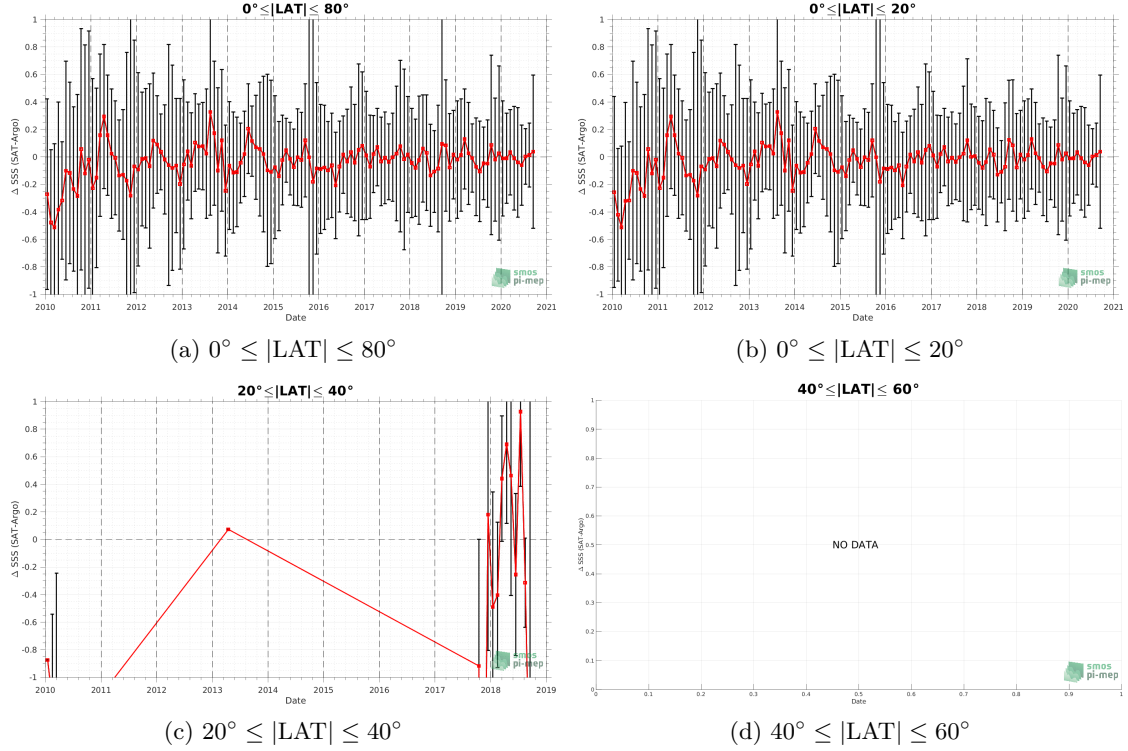 0°≤|LAT|≤ 80°
1
0.8
0.6
0.4
0.2
0
-0.2
-0.4
-0.6
-0.8
-1
Δ SSS (SAT-Argo)
2010 2011 2012 2013 2014 2015 2016 2017 2018 2019 2020 2021
Date
smos
pi-mep
(a) 0° ≤ |LAT| ≤ 80°
0°≤|LAT|≤ 20°
1
0.8
0.6
0.4
0.2
0
-0.2
-0.4
-0.6
-0.8
-1
Δ SSS (SAT-Argo)
2010 2011 2012 2013 2014 2015 2016 2017 2018 2019 2020 2021
Date
smos
pi-mep
(b) 0° ≤ |LAT| ≤ 20°
20°≤|LAT|≤ 40°
1
0.8
0.6
0.4
0.2
0
-0.2
-0.4
-0.6
-0.8
-1
Δ SSS (SAT-Argo)
2010 2011 2012 2013 2014 2015 2016 2017 2018 2019
Date
smos
pi-mep
(c) 20° ≤ |LAT| ≤ 40°
40°≤|LAT|≤ 60°
1
0.9
0.8
0.7
0.6
0.5
0.4
0.3
0.2
0.1
0
Δ SSS (SAT-Argo)
NO DATA
0 0.1 0.2 0.3 0.4 0.5 0.6 0.7 0.8 0.9 1
Date
smos
pi-mep
(d) 40° ≤ |LAT| ≤ 60°